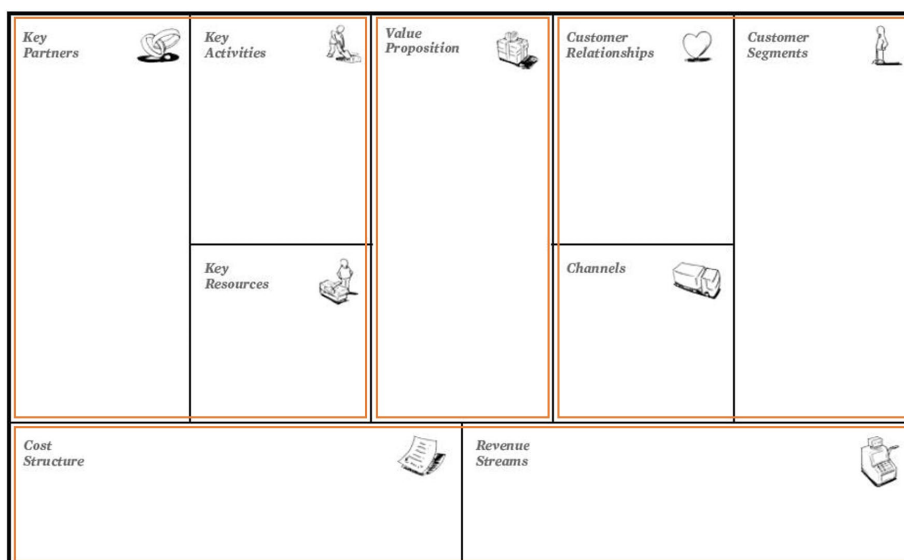 Key
Partners
Key
Activities
Value
Proposition
Customer
Relationships
Customer
Segments
Key
Resources
Channels
Cost
Structure
Revenue
Streams